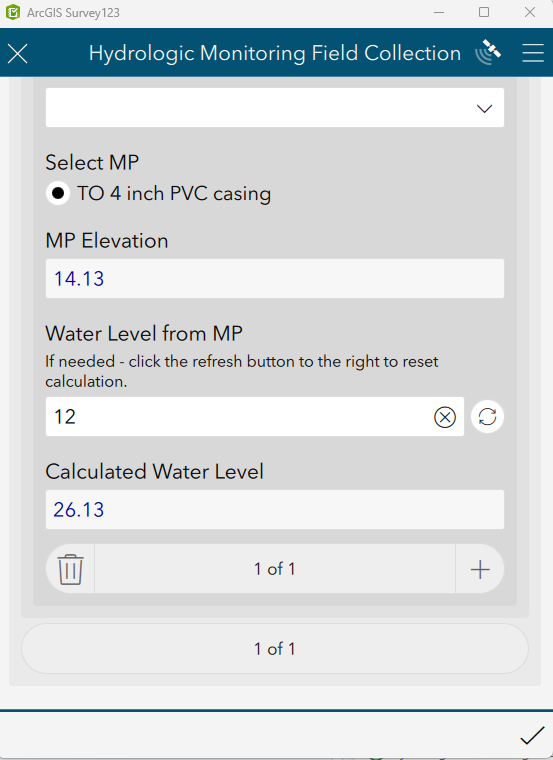 ArcGIS Survey123
Hydrologic Monitoring Field Collection
Select MP
TO 4 inch PVC casing
MP Elevation
14.13
Water Level from MP
If needed - click the refresh button to the right to reset
calculation.
12
Calculated Water Level
26.13
1 of 1
1 of 1